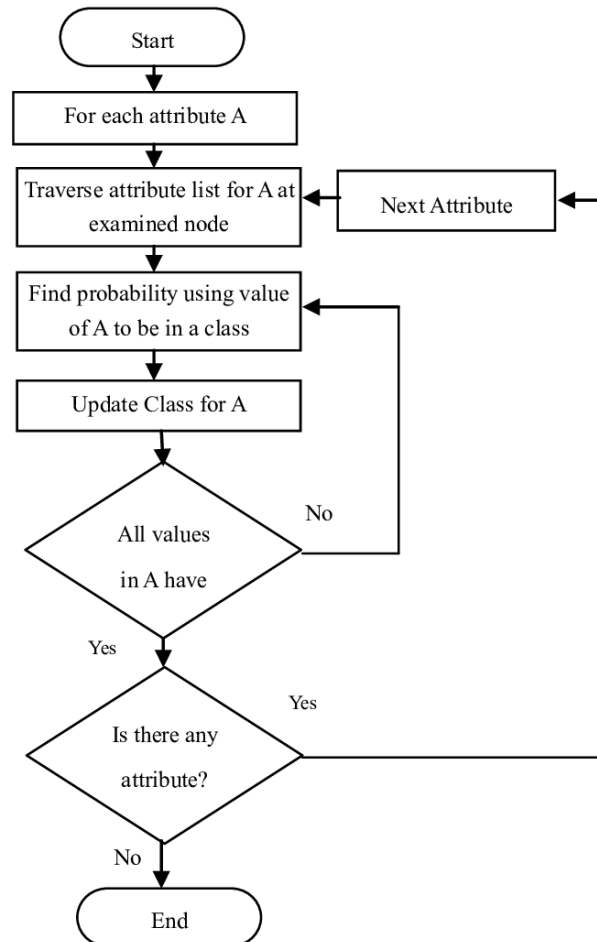 Start
For each attribute A
Traverse attribute list for A at
examined node
Next Attribute
Find probability using value
of A to be in a class
Update Class for A
All values
in A have
No
Yes
Is there any
attribute?
Yes
No
End